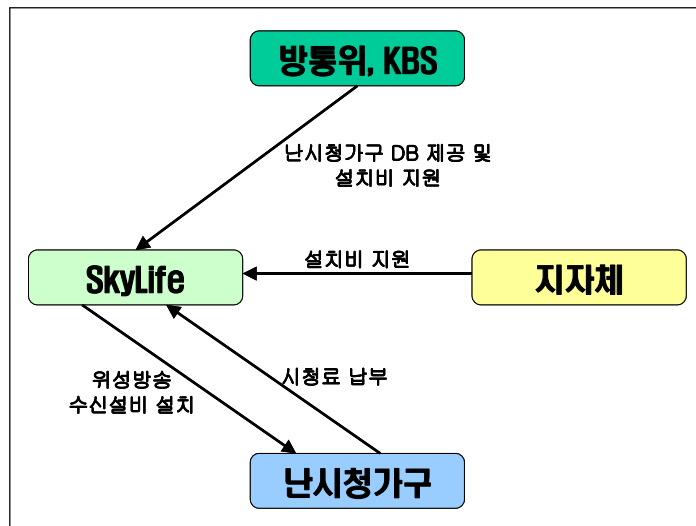 방통위, KBS
난시청가구 DB 제공 및
설치비 지원
설치비 지원
SkyLife
지자체
위성방송
수신설비 설치
시청료 납부
난시청가구